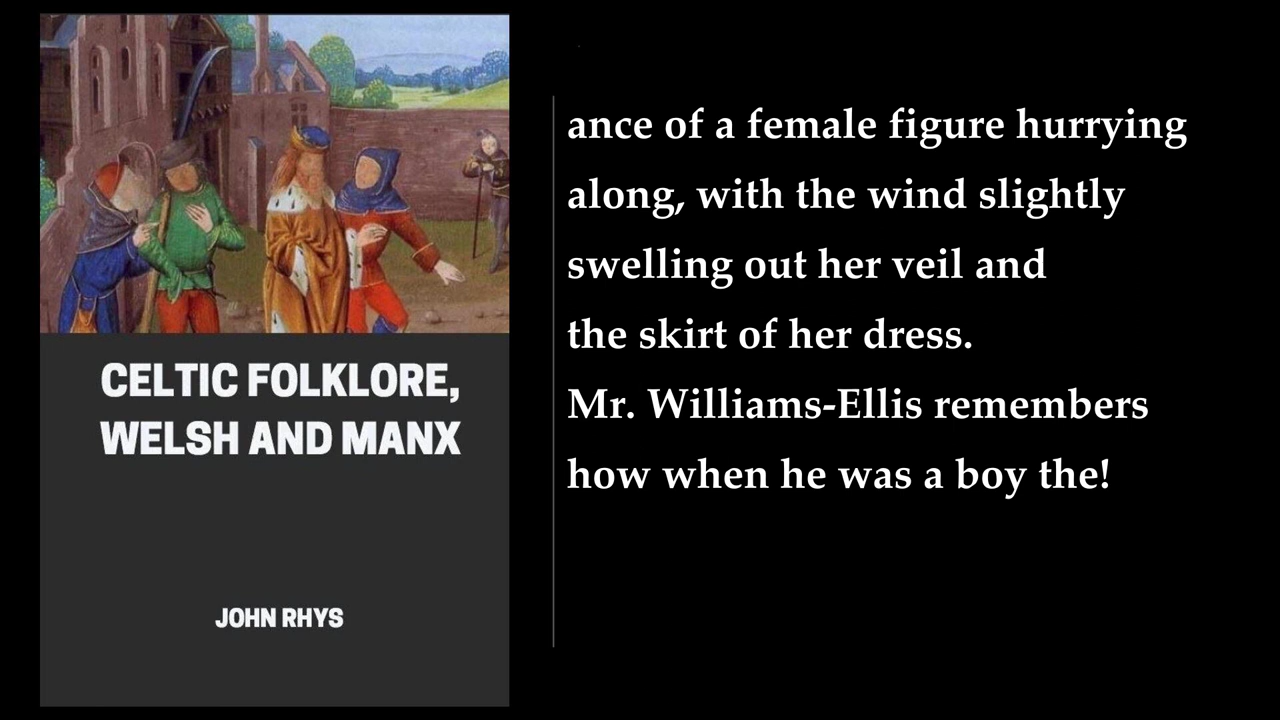 CELTIC FOLKLORE,
WELSH AND MANX
JOHN RHYS
ance of a female figure hurrying
along, with the wind slightly
swelling out her veil and
the skirt of her dress.
Mr. Williams-Ellis remembers
how when he was a boy the!